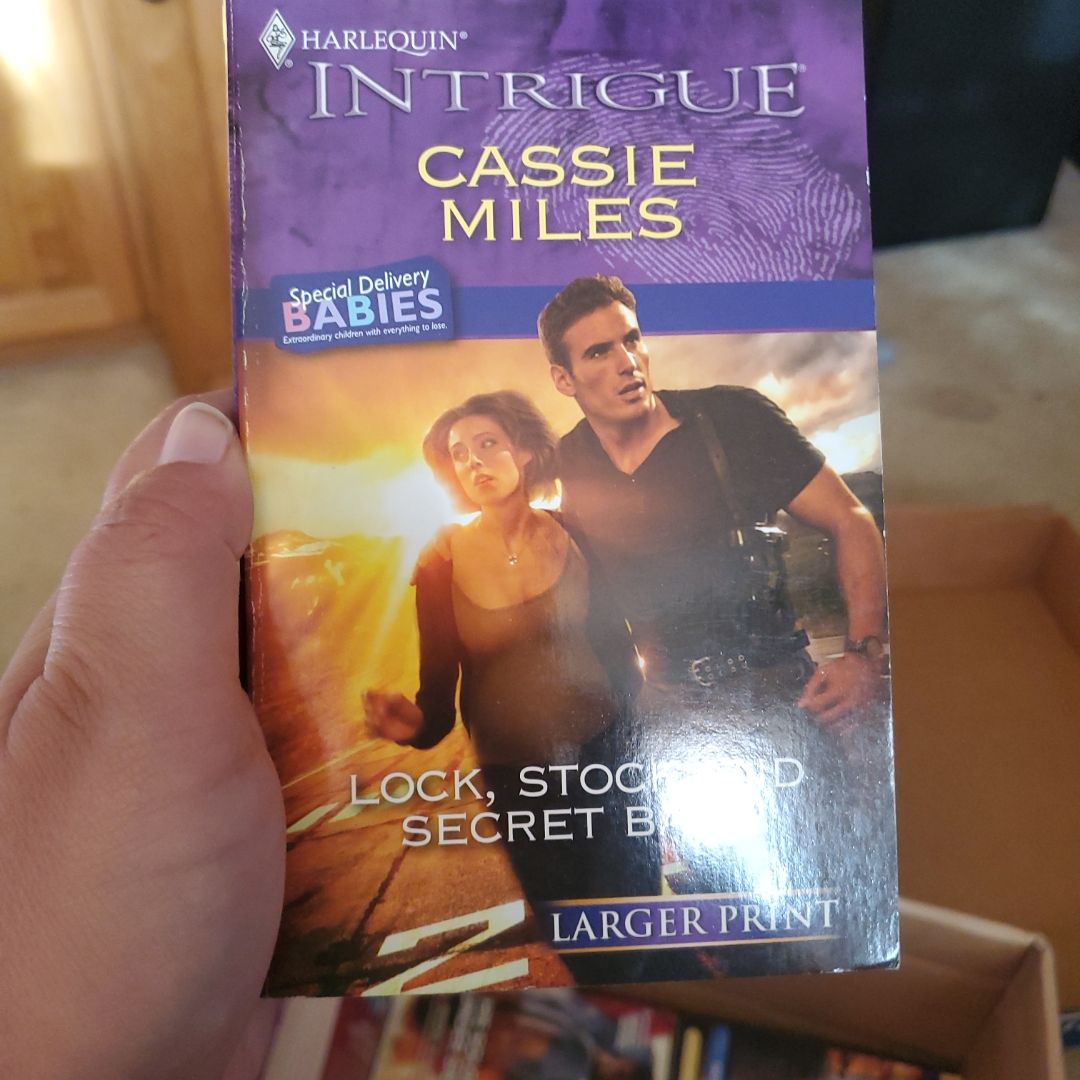 HARLEQUIN®
INTRIGUE®
CASSIE
MILES
Special Delivery
BABIES
Extraordinary children with everything to lose.
LOCK,
SECRET
LARGER PRINT